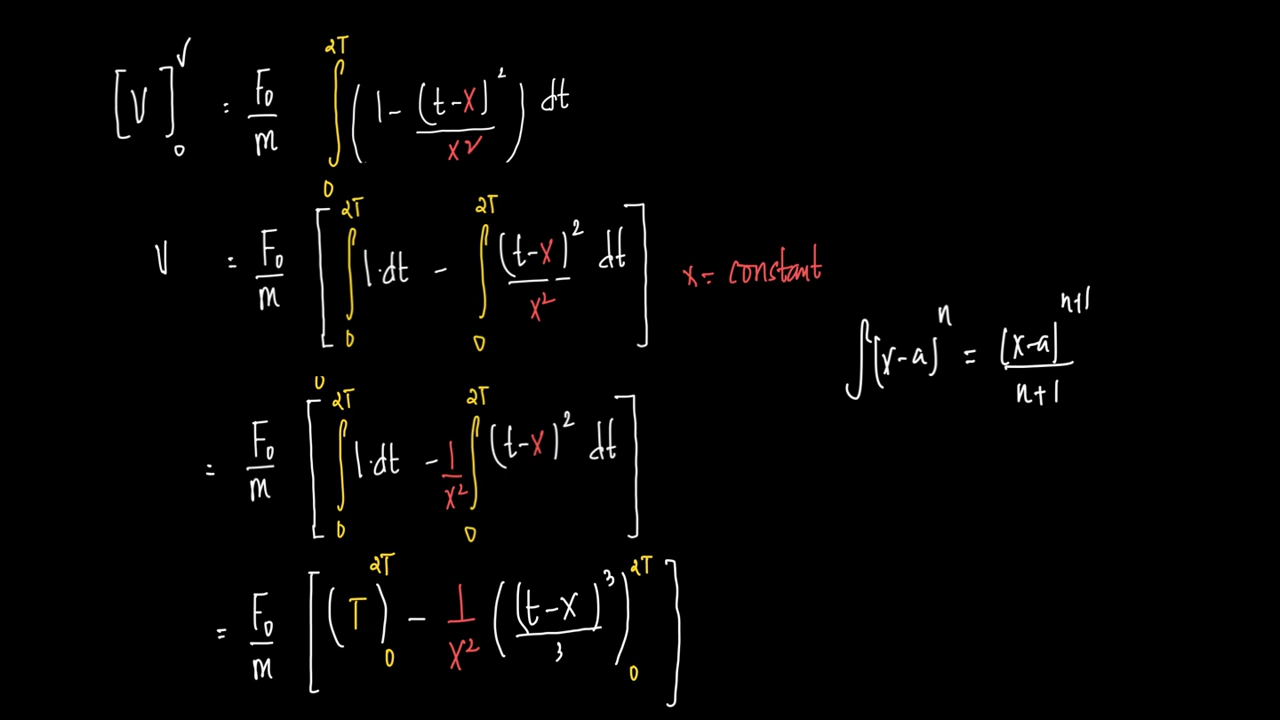 [V]₀^V = F₀/m ∫₀^2T (1 - (t-x)²/x²) dt
V = F₀/m [∫₀^2T 1·dt - ∫₀^2T (t-x)²/x² dt] x = constant
∫(x-a)^n = (x-a)^n+1/n+1
0
= F₀/m [∫₀^2T 1·dt - 1/x² ∫₀^2T (t-x)² dt]
= F₀/m [(T)₀^2T - 1/x² ((t-x)³/3)₀^2T]